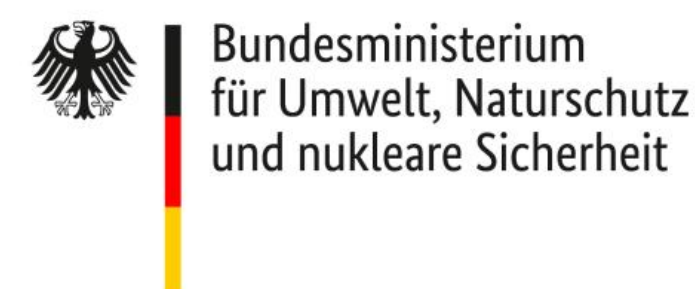 Bundesministerium
für Umwelt, Naturschutz
und nukleare Sicherheit